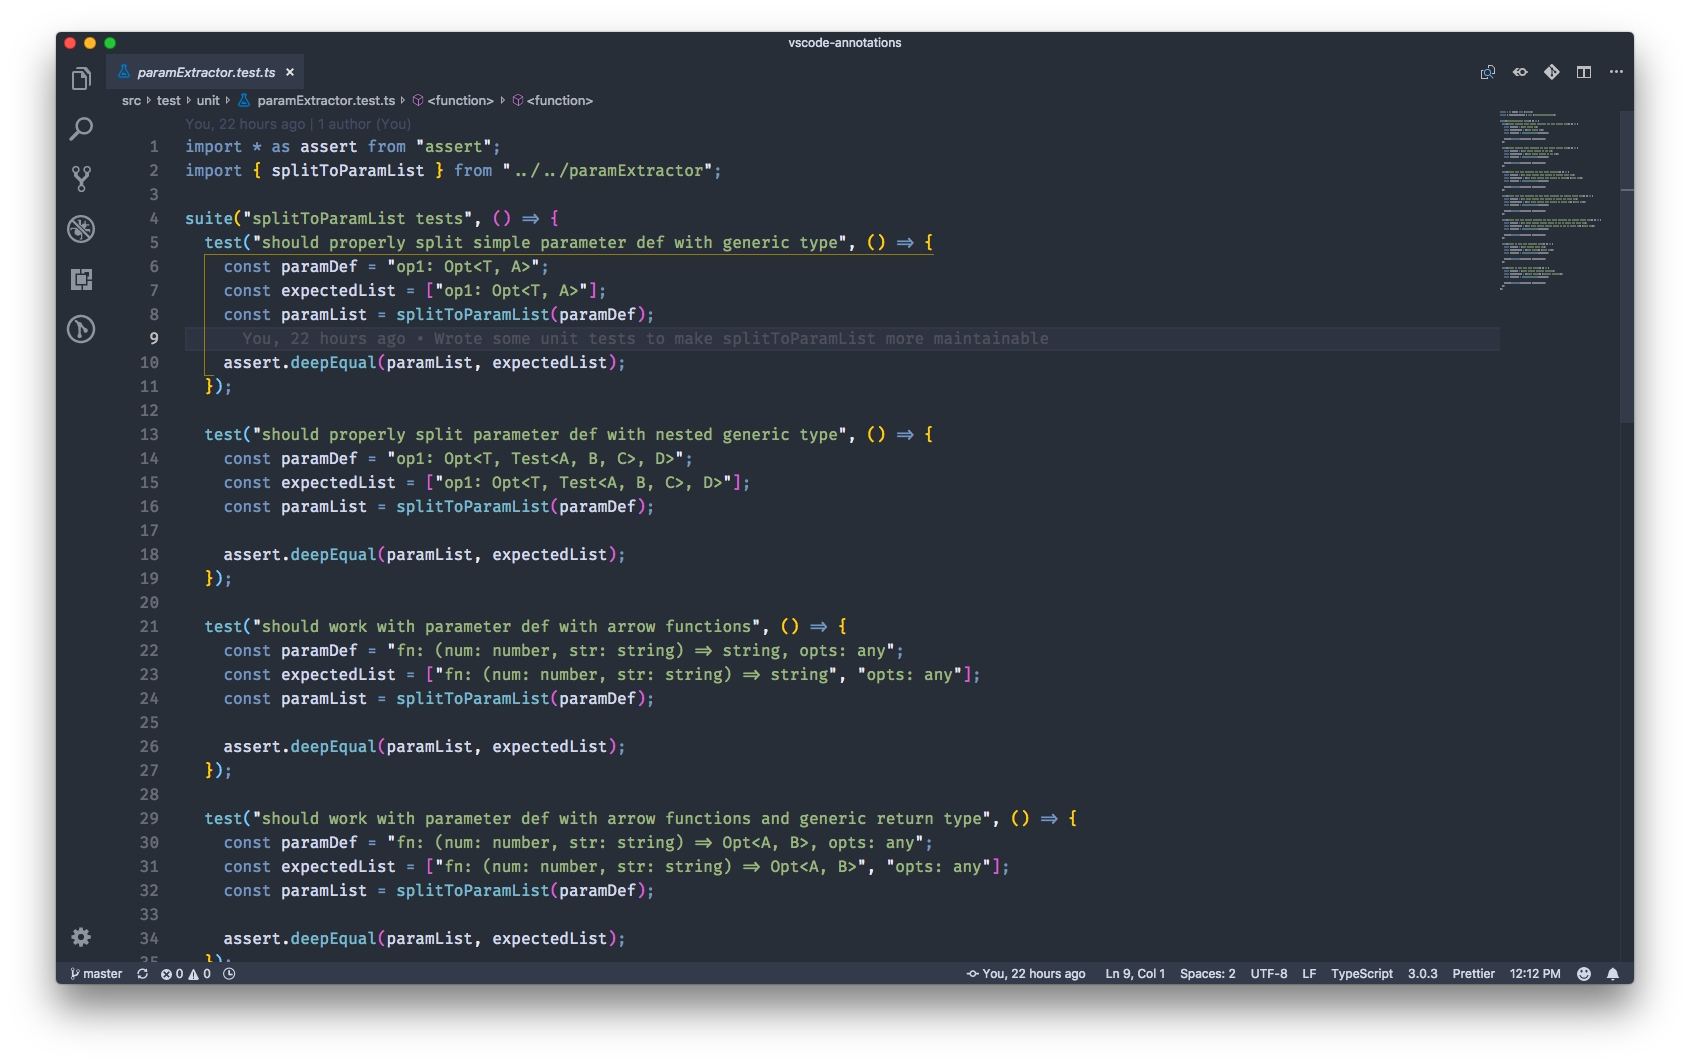 vscode-annotations
paramExtractor.test.ts ×
src › test › unit › paramExtractor.test.ts › <function> › <function>
You, 22 hours ago | 1 author (You)
1 import * as assert from "assert";
2 import { splitToParamList } from "../../paramExtractor";
3
4 suite("splitToParamList tests", () => {
5 test("should properly split simple parameter def with generic type", () => {
6 const paramDef = "op1: Opt<T, A>";
7 const expectedList = ["op1: Opt<T, A>"];
8 const paramList = splitToParamList(paramDef);
9 You, 22 hours ago • Wrote some unit tests to make splitToParamList more maintainable
10 assert.deepEqual(paramList, expectedList);
11 });
12
13 test("should properly split parameter def with nested generic type", () => {
14 const paramDef = "op1: Opt<T, Test<A, B, C>, D>";
15 const expectedList = ["op1: Opt<T, Test<A, B, C>, D>"];
16 const paramList = splitToParamList(paramDef);
17
18 assert.deepEqual(paramList, expectedList);
19 });
20
21 test("should work with parameter def with arrow functions", () => {
22 const paramDef = "fn: (num: number, str: string) => string, opts: any";
23 const expectedList = ["fn: (num: number, str: string) => string", "opts: any"];
24 const paramList = splitToParamList(paramDef);
25
26 assert.deepEqual(paramList, expectedList);
27 });
28
29 test("should work with parameter def with arrow functions and generic return type", () => {
30 const paramDef = "fn: (num: number, str: string) => Opt<A, B>, opts: any";
31 const expectedList = ["fn: (num: number, str: string) => Opt<A, B>", "opts: any"];
32 const paramList = splitToParamList(paramDef);
33
34 assert.deepEqual(paramList, expectedList);
35 });
master 0 0 You, 22 hours ago Ln 9, Col 1 Spaces: 2 UTF-8 LF TypeScript 3.0.3 Prettier 12:12 PM